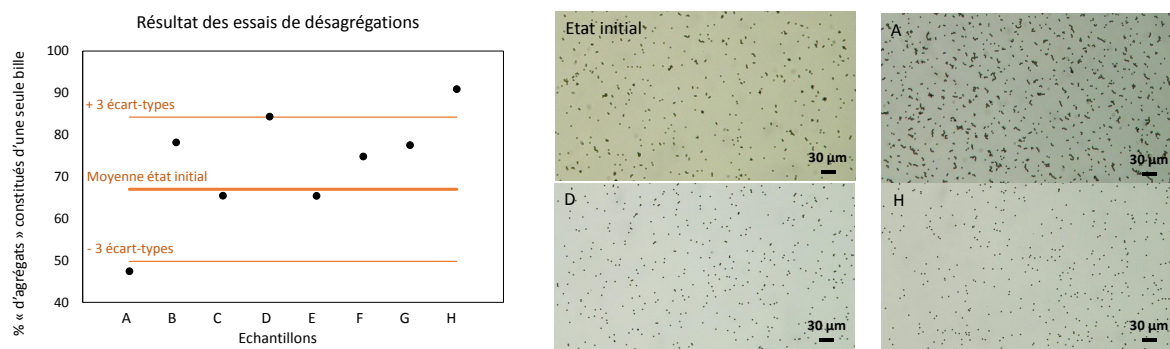 Résultat des essais de désagrégations
% « d'agrégats » constitués d'une seule bille
100
90
80
70
60
50
40
+ 3 écart-types
Moyenne état initial
- 3 écart-types
A B C D E F G H
Echantillons
Etat initial
30 µm
A
30 µm
D
30 µm
H
30 µm